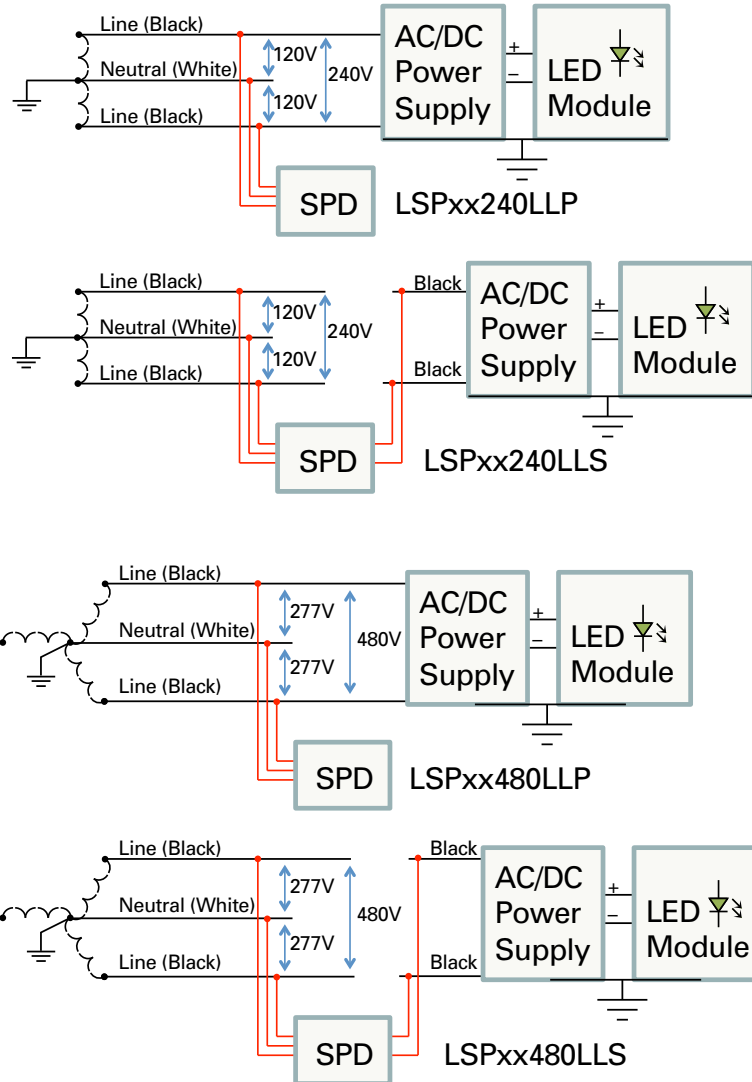 Line (Black)
Neutral (White)
Line (Black)
120V
120V
240V
AC/DC
Power
Supply
+
–
LED
Module
SPD
LSPxx240LLP
Line (Black)
Neutral (White)
Line (Black)
120V
120V
240V
Black
Black
AC/DC
Power
Supply
+
–
LED
Module
SPD
LSPxx240LLS
Line (Black)
Neutral (White)
Line (Black)
277V
277V
480V
AC/DC
Power
Supply
+
–
LED
Module
SPD
LSPxx480LLP
Line (Black)
Neutral (White)
Line (Black)
277V
277V
480V
Black
Black
AC/DC
Power
Supply
+
–
LED
Module
SPD
LSPxx480LLS